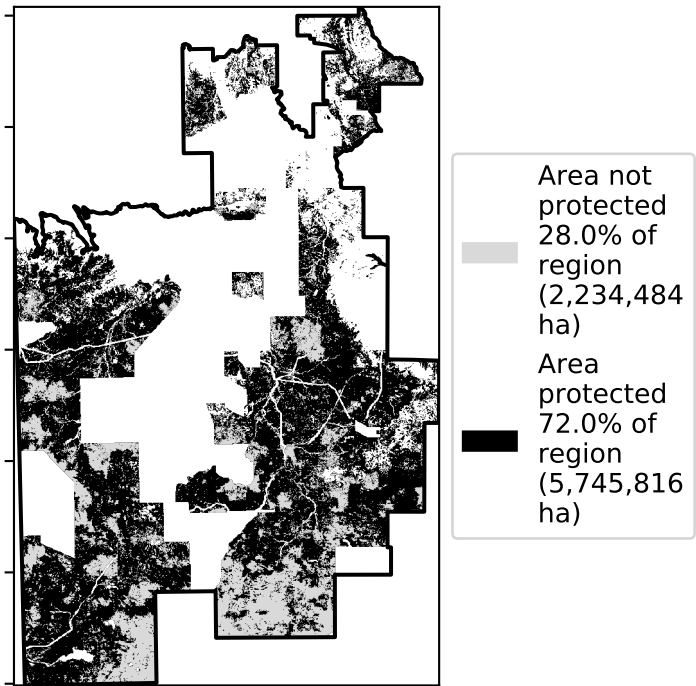 Area not
protected
28.0% of
region
(2,234,484
ha)
Area
protected
72.0% of
region
(5,745,816
ha)